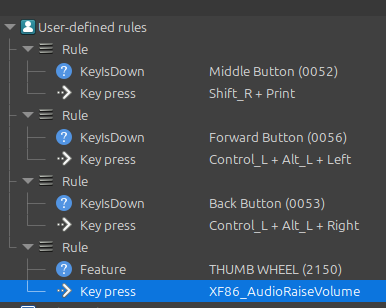 User-defined rules
Rule
KeyIsDown Middle Button (0052)
Key press Shift_R + Print
Rule
KeyIsDown Forward Button (0056)
Key press Control_L + Alt_L + Left
Rule
KeyIsDown Back Button (0053)
Key press Control_L + Alt_L + Right
Rule
Feature THUMB WHEEL (2150)
Key press XF86_AudioRaiseVolume